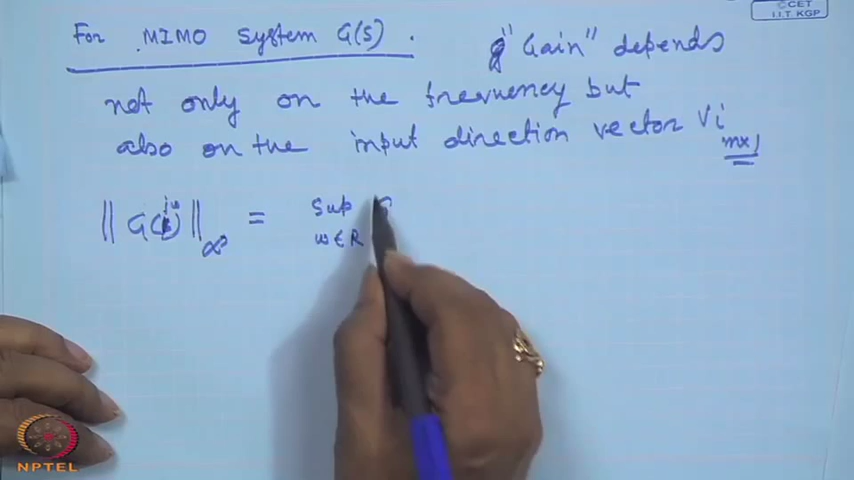 ©CET
I.I.T. KGP
For MIMO System G(S). "Gain" depends
not only on the frequency but
also on the input direction vector Vi
mx1
|| G(jω) ||∞ = Sup σ
ω∈R
NPTEL